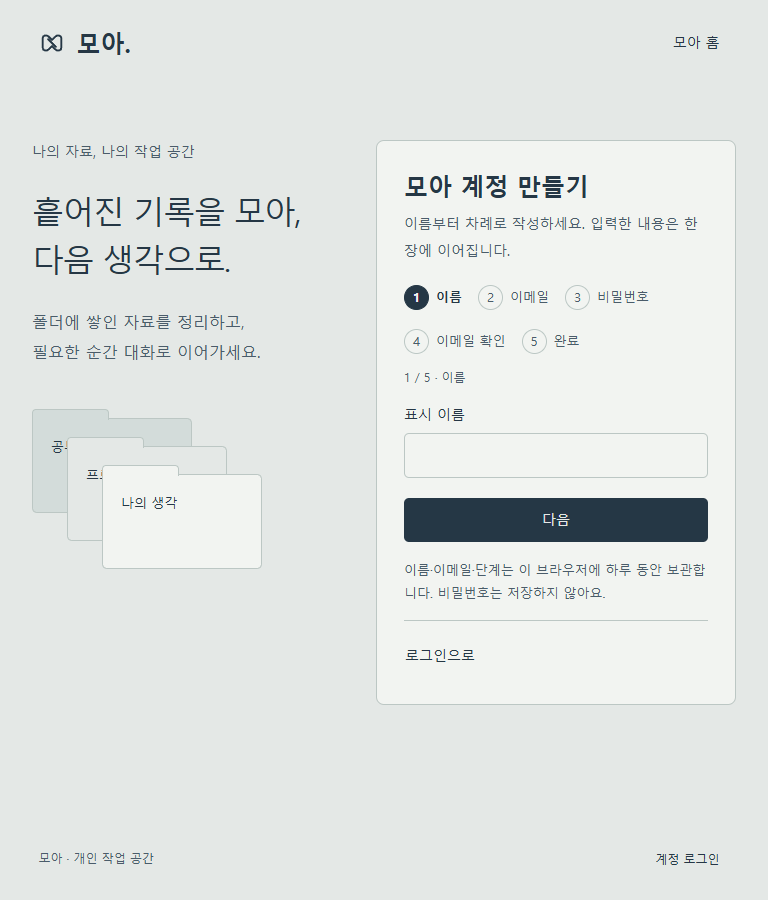 모아.
모아 홈
나의 자료, 나의 작업 공간
흩어진 기록을 모아,
다음 생각으로.
폴더에 쌓인 자료를 정리하고,
필요한 순간 대화로 이어가세요.
나의 생각
모아 계정 만들기
이름부터 차례로 작성하세요. 입력한 내용은 한
장에 이어집니다.
1 이름 2 이메일 3 비밀번호
4 이메일 확인 5 완료
1 / 5 · 이름
표시 이름
다음
이름·이메일·단계는 이 브라우저에 하루 동안 보관합
니다. 비밀번호는 저장하지 않아요.
로그인으로
모아 · 개인 작업 공간
계정 로그인